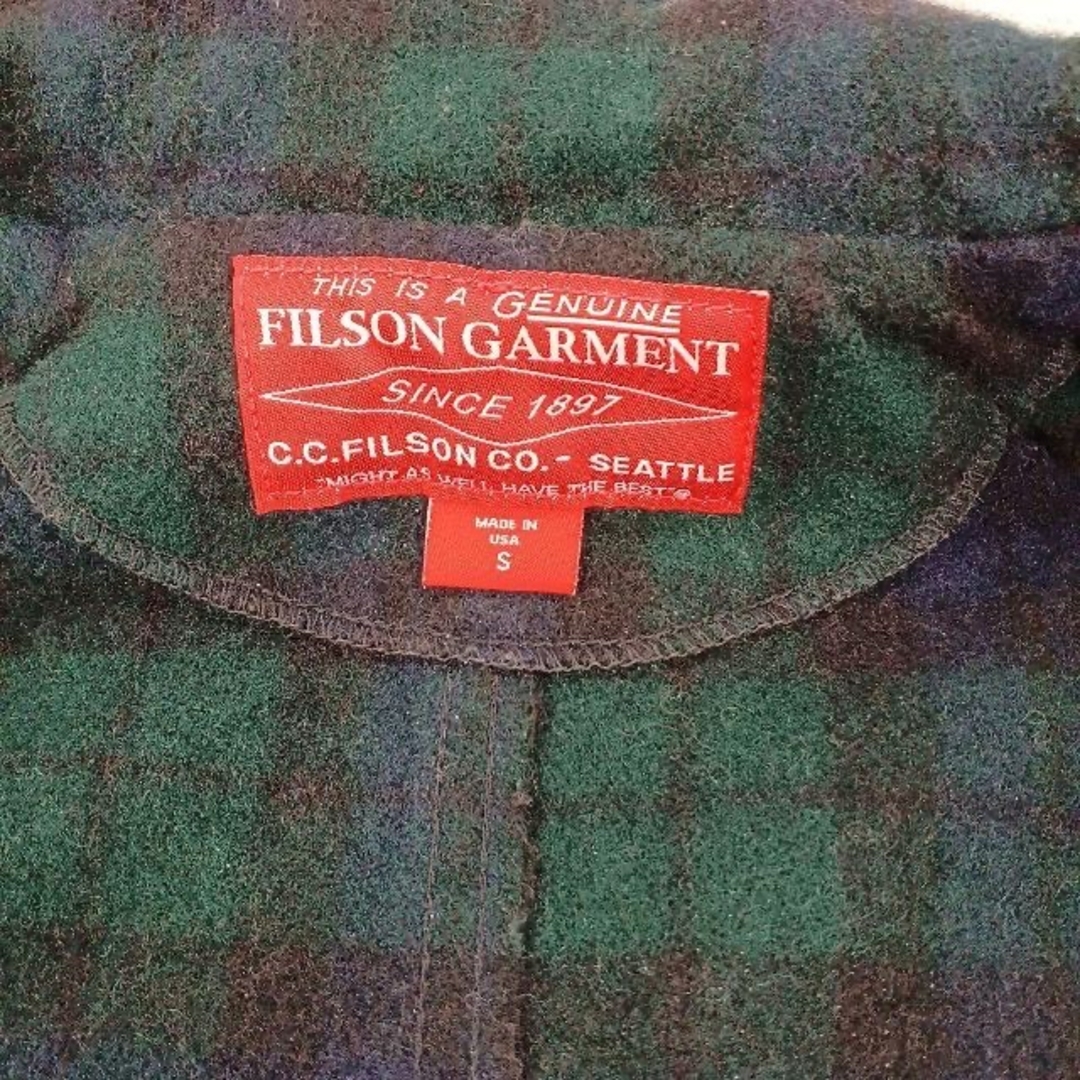 THIS IS A GENUINE
FILSON GARMENT
SINCE 1897
C.C.FILSON CO.- SEATTLE
"MIGHT AS WELL HAVE THE BEST"®
MADE IN
USA
S